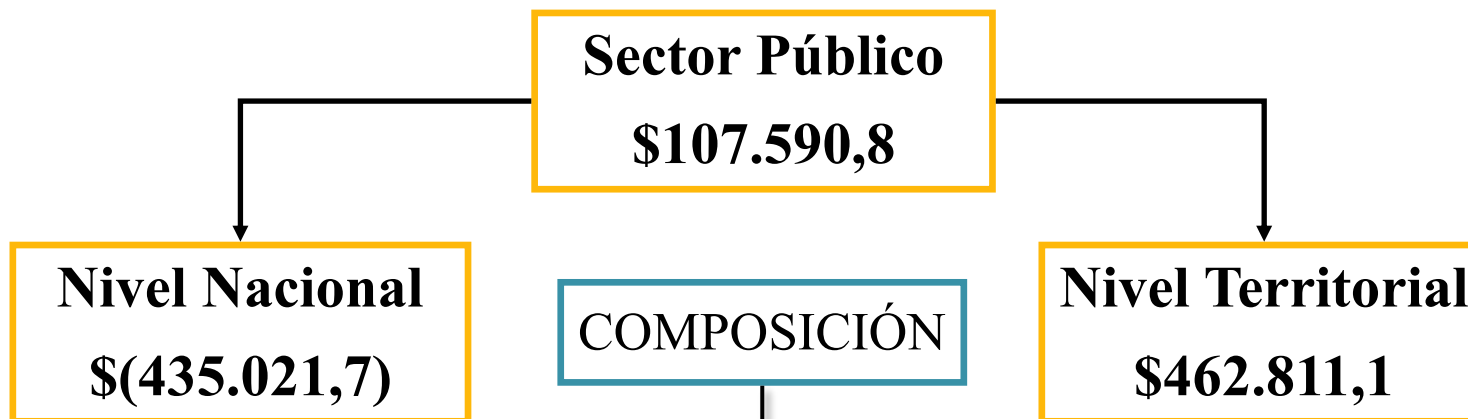 Sector Público
$107.590,8
Nivel Nacional
$(435.021,7)
COMPOSICIÓN
Nivel Territorial
$462.811,1